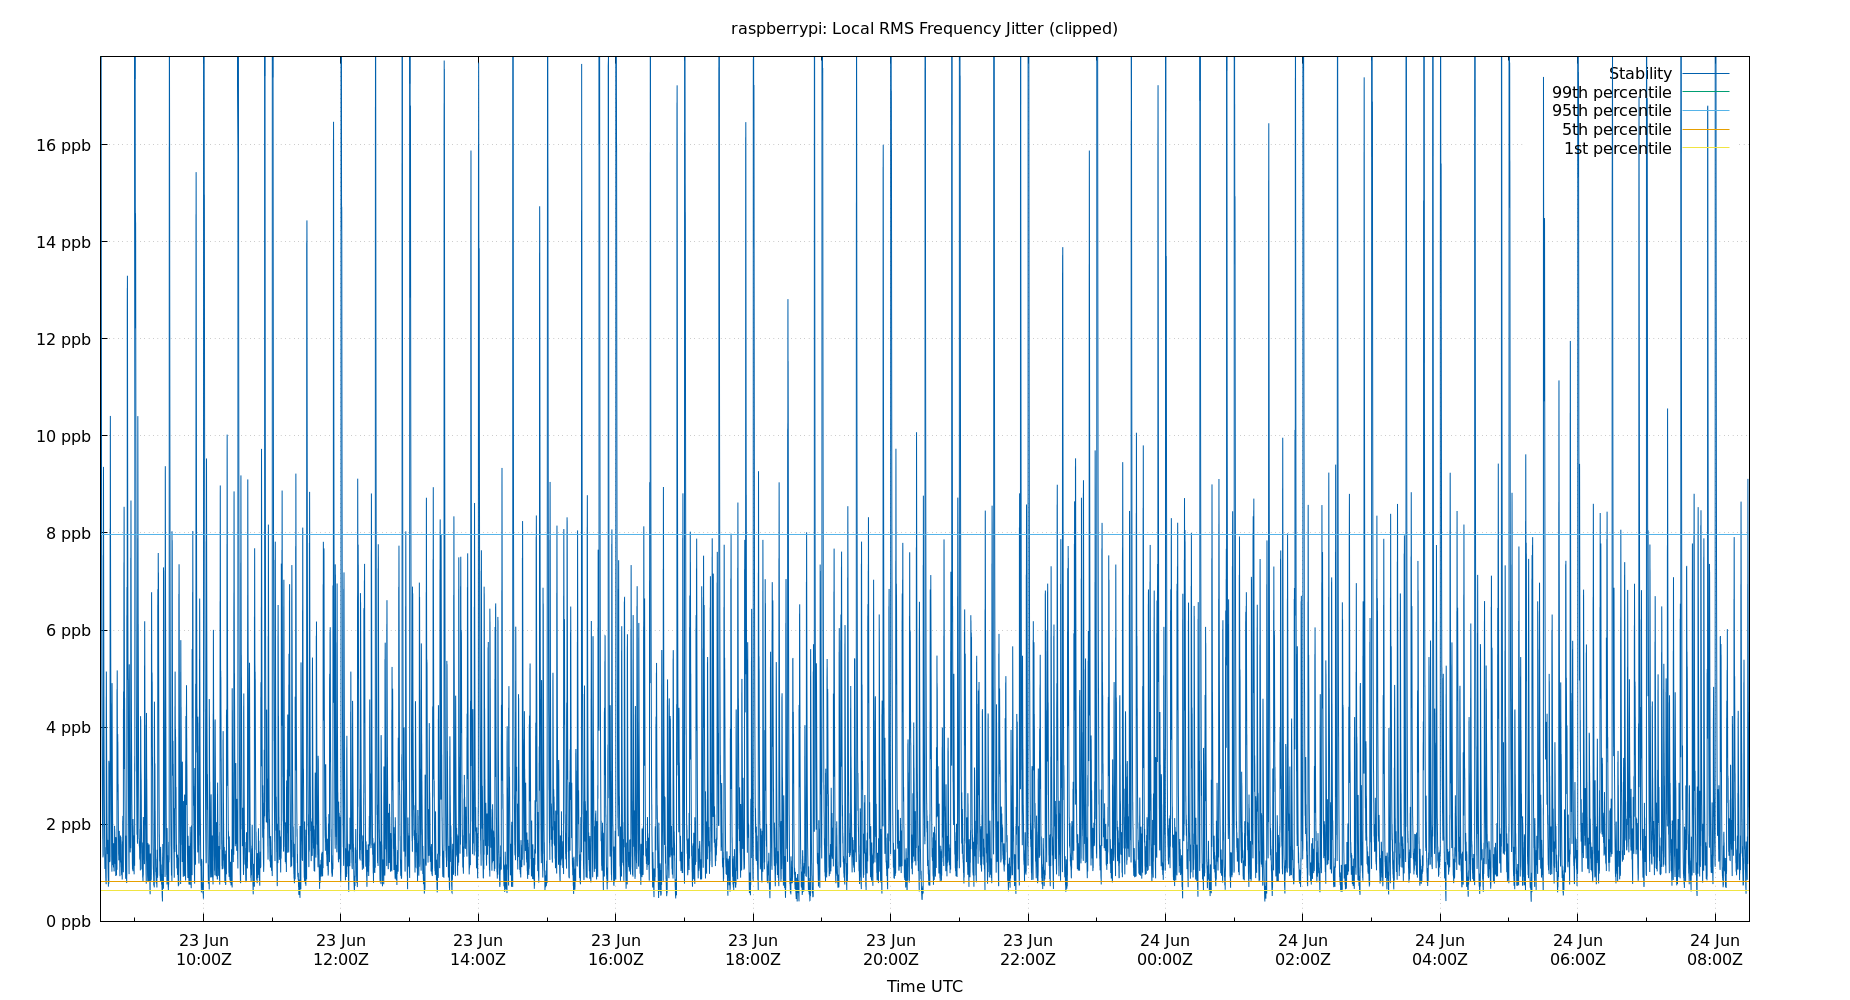 raspberrypi: Local RMS Frequency Jitter (clipped)
Stability
99th percentile
95th percentile
5th percentile
1st percentile
16 ppb
14 ppb
12 ppb
10 ppb
8 ppb
6 ppb
4 ppb
2 ppb
0 ppb
23 Jun 23 Jun 23 Jun 23 Jun 23 Jun 23 Jun 23 Jun 24 Jun 24 Jun 24 Jun 24 Jun 24 Jun
10:00Z 12:00Z 14:00Z 16:00Z 18:00Z 20:00Z 22:00Z 00:00Z 02:00Z 04:00Z 06:00Z 08:00Z
Time UTC